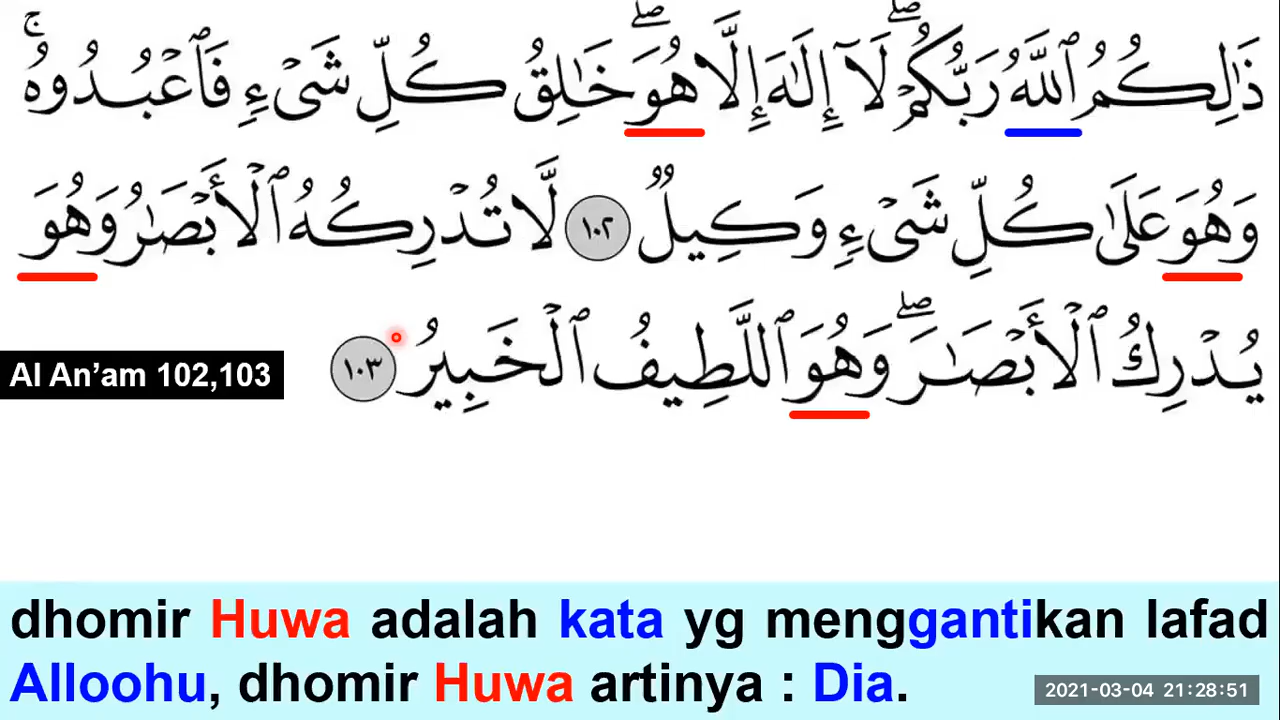 ذَٰلِكُمُ ٱللَّهُ رَبُّكُمۡۖ لَآ إِلَٰهَ إِلَّا هُوَۖ خَٰلِقُ كُلِّ شَيۡءٖ فَٱعۡبُدُوهُۚ
وَهُوَ عَلَىٰ كُلِّ شَيۡءٖ وَكِيلٞ ١٠٢ لَّا تُدۡرِكُهُ ٱلۡأَبۡصَٰرُ وَهُوَ
يُدۡرِكُ ٱلۡأَبۡصَٰرَۖ وَهُوَ ٱللَّطِيفُ ٱلۡخَبِيرُ ١٠٣
Al An’am 102,103
dhomir Huwa adalah kata yg menggantikan lafad
Alloohu, dhomir Huwa artinya : Dia.
2021-03-04 21:28:51